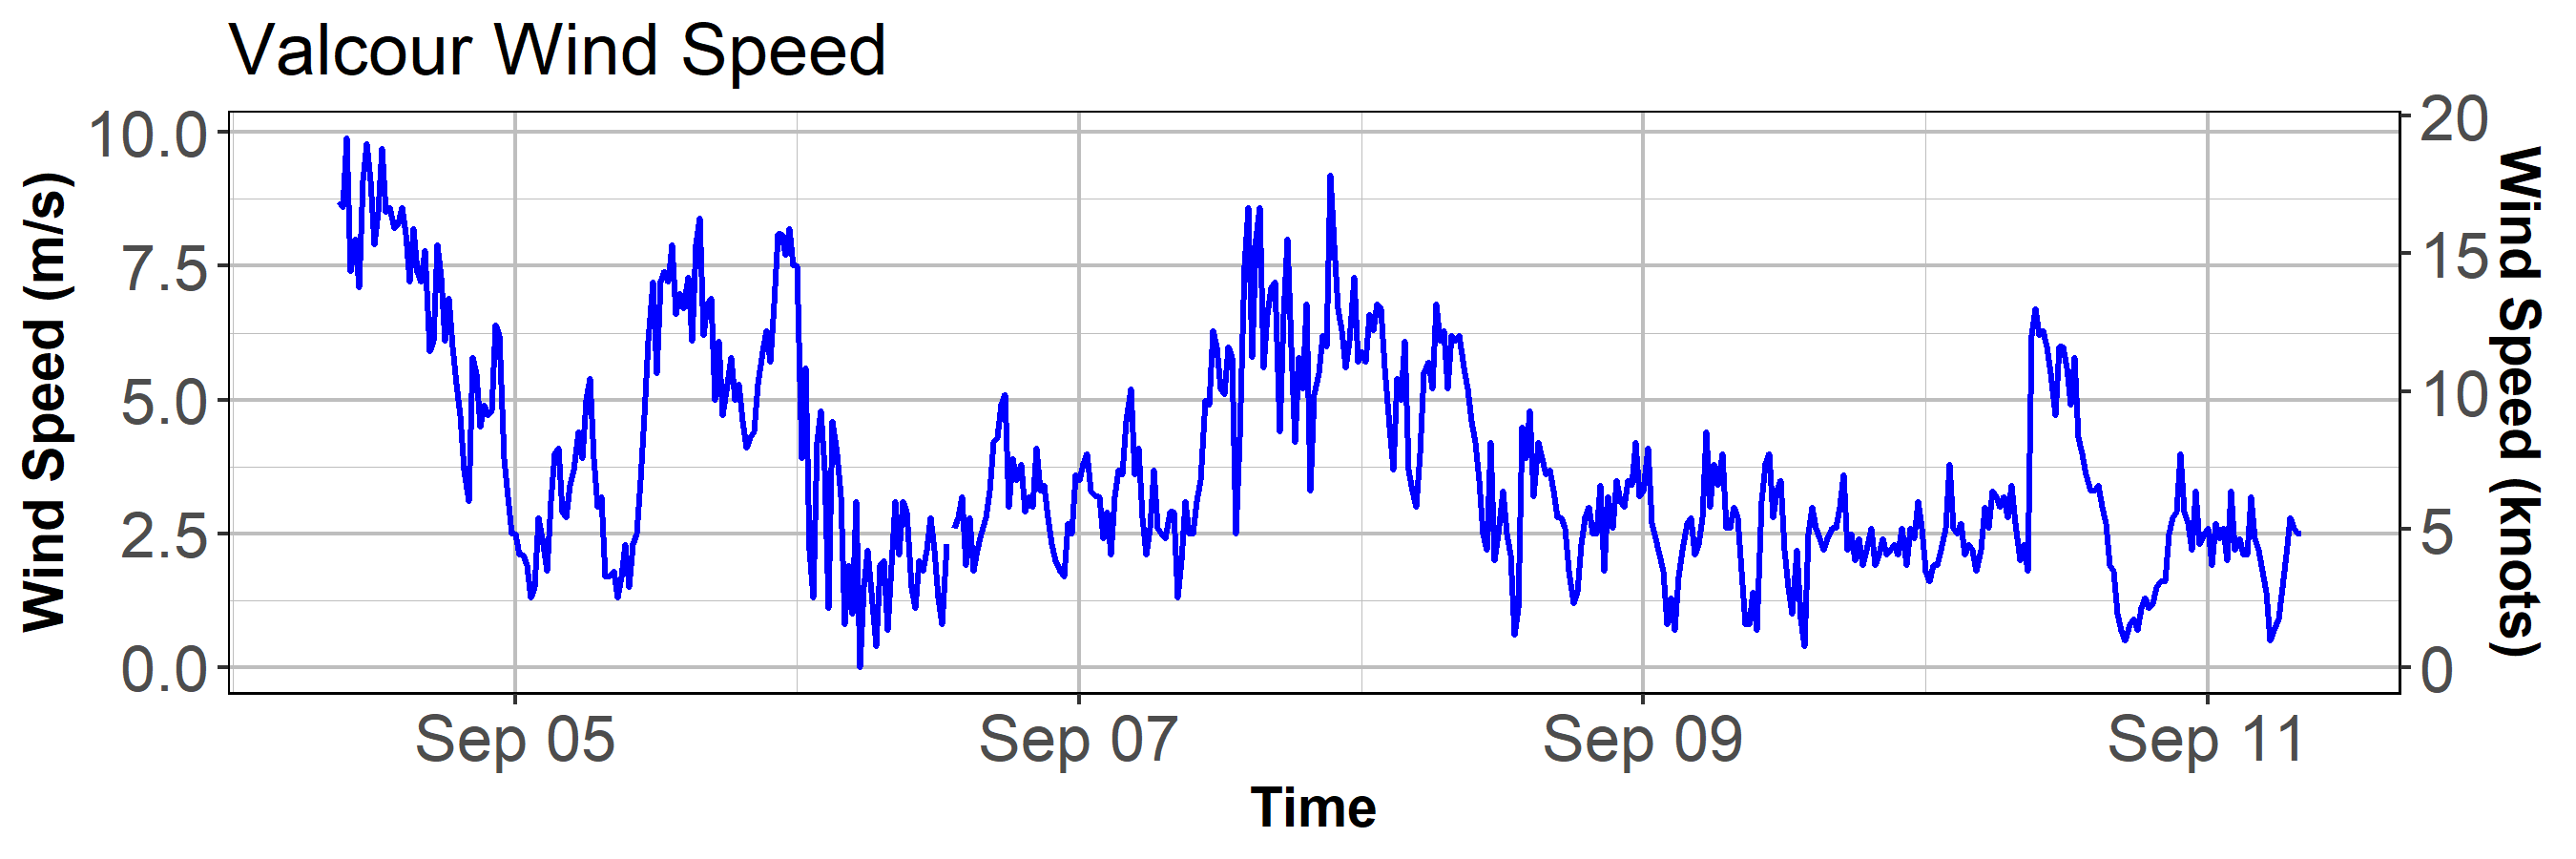 Valcour Wind Speed
10.0
7.5
5.0
2.5
0.0
Wind Speed (m/s)
20
15
10
5
0
Wind Speed (knots)
Sep 05
Sep 07
Sep 09
Sep 11
Time